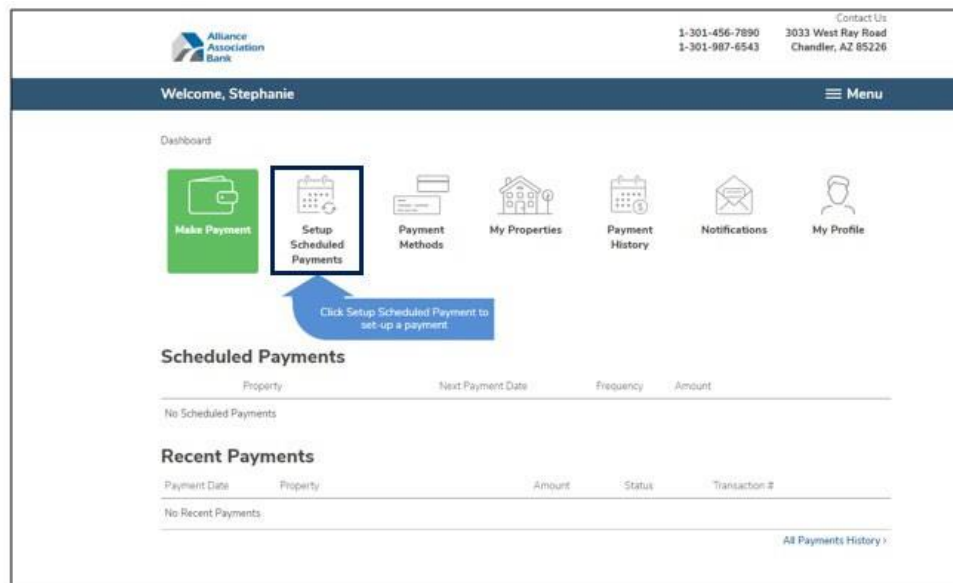 Alliance
Association
Bank
Contact Us
1-301-456-7890 3033 West Ray Road
1-301-987-6543 Chandler, AZ 85226
Welcome, Stephanie Menu
Dashboard
Make Payment
Setup
Scheduled
Payments
Payment
Methods
My Properties
Payment
History
Notifications
My Profile
Click Setup Scheduled Payment to
set-up a payment
Scheduled Payments
Property Next Payment Date Frequency Amount
No Scheduled Payments
Recent Payments
Payment Date Property Amount Status Transaction #
No Recent Payments
All Payments History ›